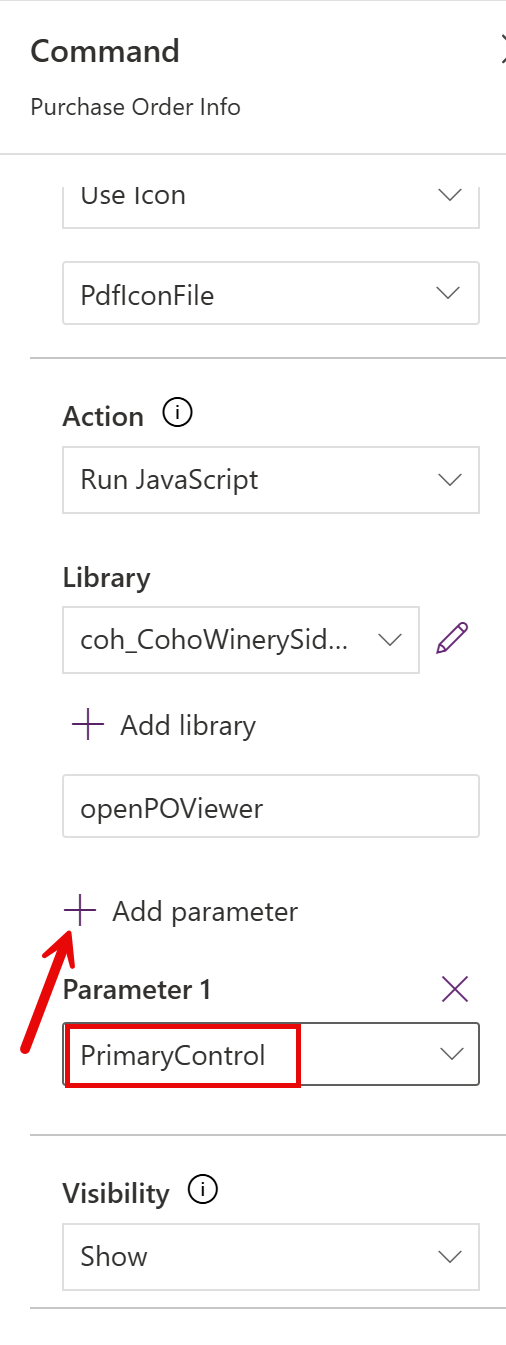 Command
Purchase Order Info
Use Icon
PdfIconFile
Action
Run JavaScript
Library
coh_CohoWinerySid...
Add library
openPOViewer
Add parameter
Parameter 1
PrimaryControl
Visibility
Show